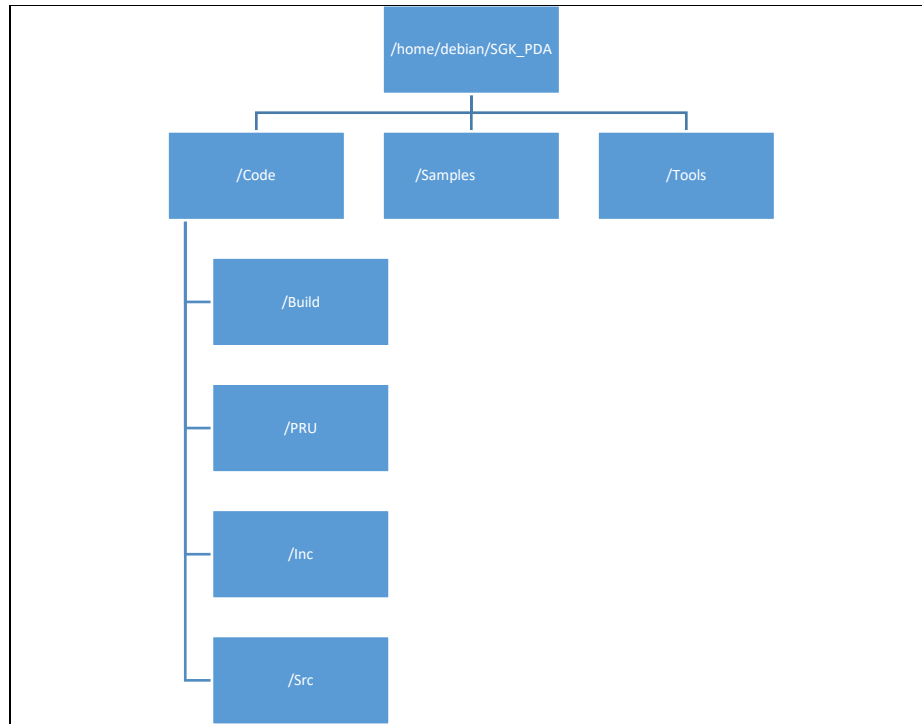 /home/debian/SGK_PDA
/Code
/Samples
/Tools
/Build
/PRU
/Inc
/Src